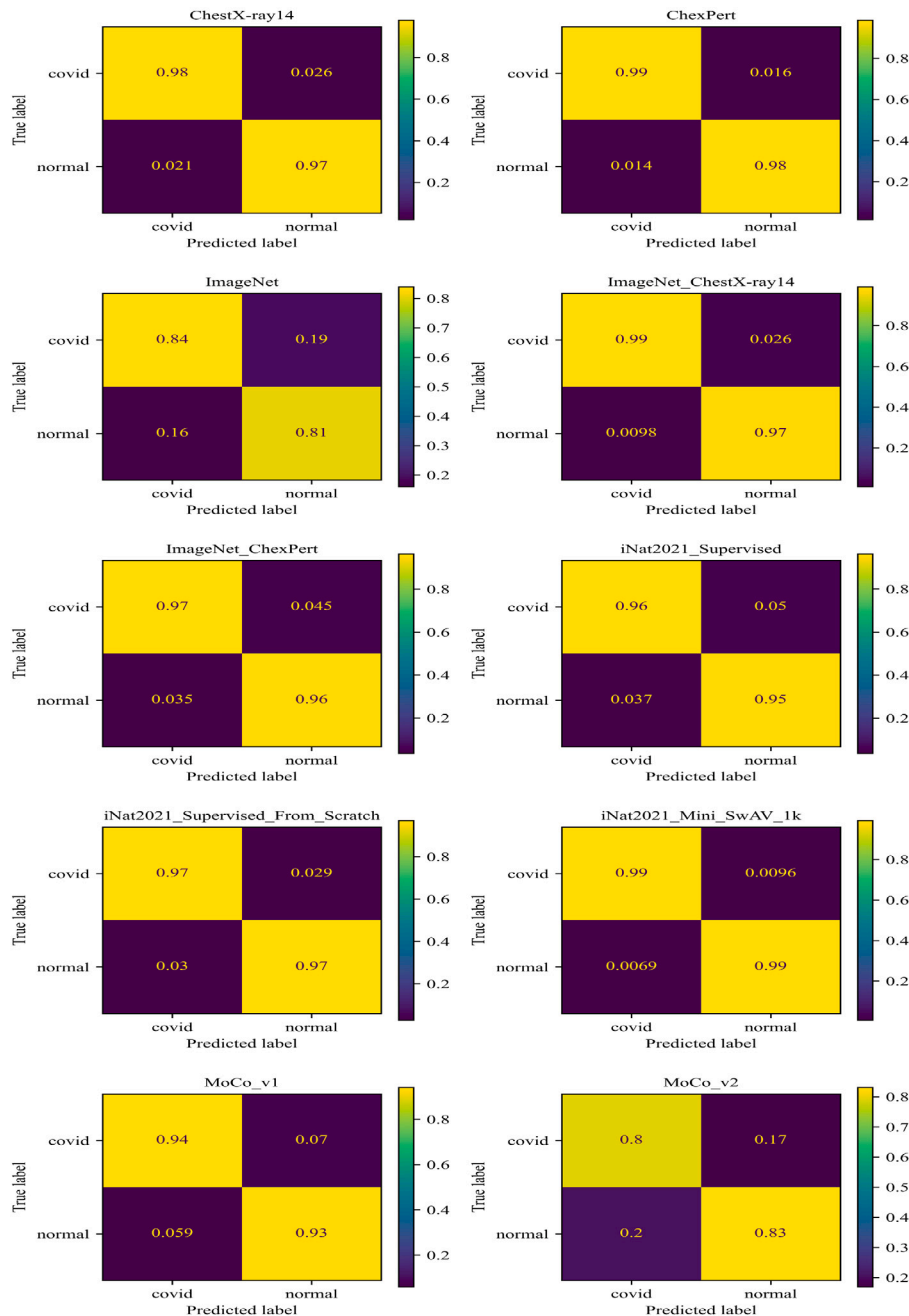 ChestX-ray14
True label
covid
0.98
0.026
0.8
0.6
0.4
normal
0.021
0.97
0.2
covid
normal
Predicted label
ChexPert
True label
covid
0.99
0.016
0.8
0.6
0.4
normal
0.014
0.98
0.2
covid
normal
Predicted label
ImageNet
True label
covid
0.84
0.19
0.8
0.7
0.6
0.5
0.4
normal
0.16
0.81
0.3
0.2
covid
normal
Predicted label
ImageNet_ChestX-ray14
True label
covid
0.99
0.026
0.8
0.6
0.4
normal
0.0098
0.97
0.2
covid
normal
Predicted label
ImageNet_ChexPert
True label
covid
0.97
0.045
0.8
0.6
0.4
normal
0.035
0.96
0.2
covid
normal
Predicted label
iNat2021_Supervised
True label
covid
0.96
0.05
0.8
0.6
0.4
normal
0.037
0.95
0.2
covid
normal
Predicted label
iNat2021_Supervised_From_Scratch
True label
covid
0.97
0.029
0.8
0.6
0.4
normal
0.03
0.97
0.2
covid
normal
Predicted label
iNat2021_Mini_SwAV_1k
True label
covid
0.99
0.0096
0.8
0.6
0.4
normal
0.0069
0.99
0.2
covid
normal
Predicted label
MoCo_v1
True label
covid
0.94
0.07
0.8
0.6
0.4
normal
0.059
0.93
0.2
covid
normal
Predicted label
MoCo_v2
True label
covid
0.8
0.17
0.8
0.7
0.6
0.5
0.4
normal
0.2
0.83
0.3
0.2
covid
normal
Predicted label